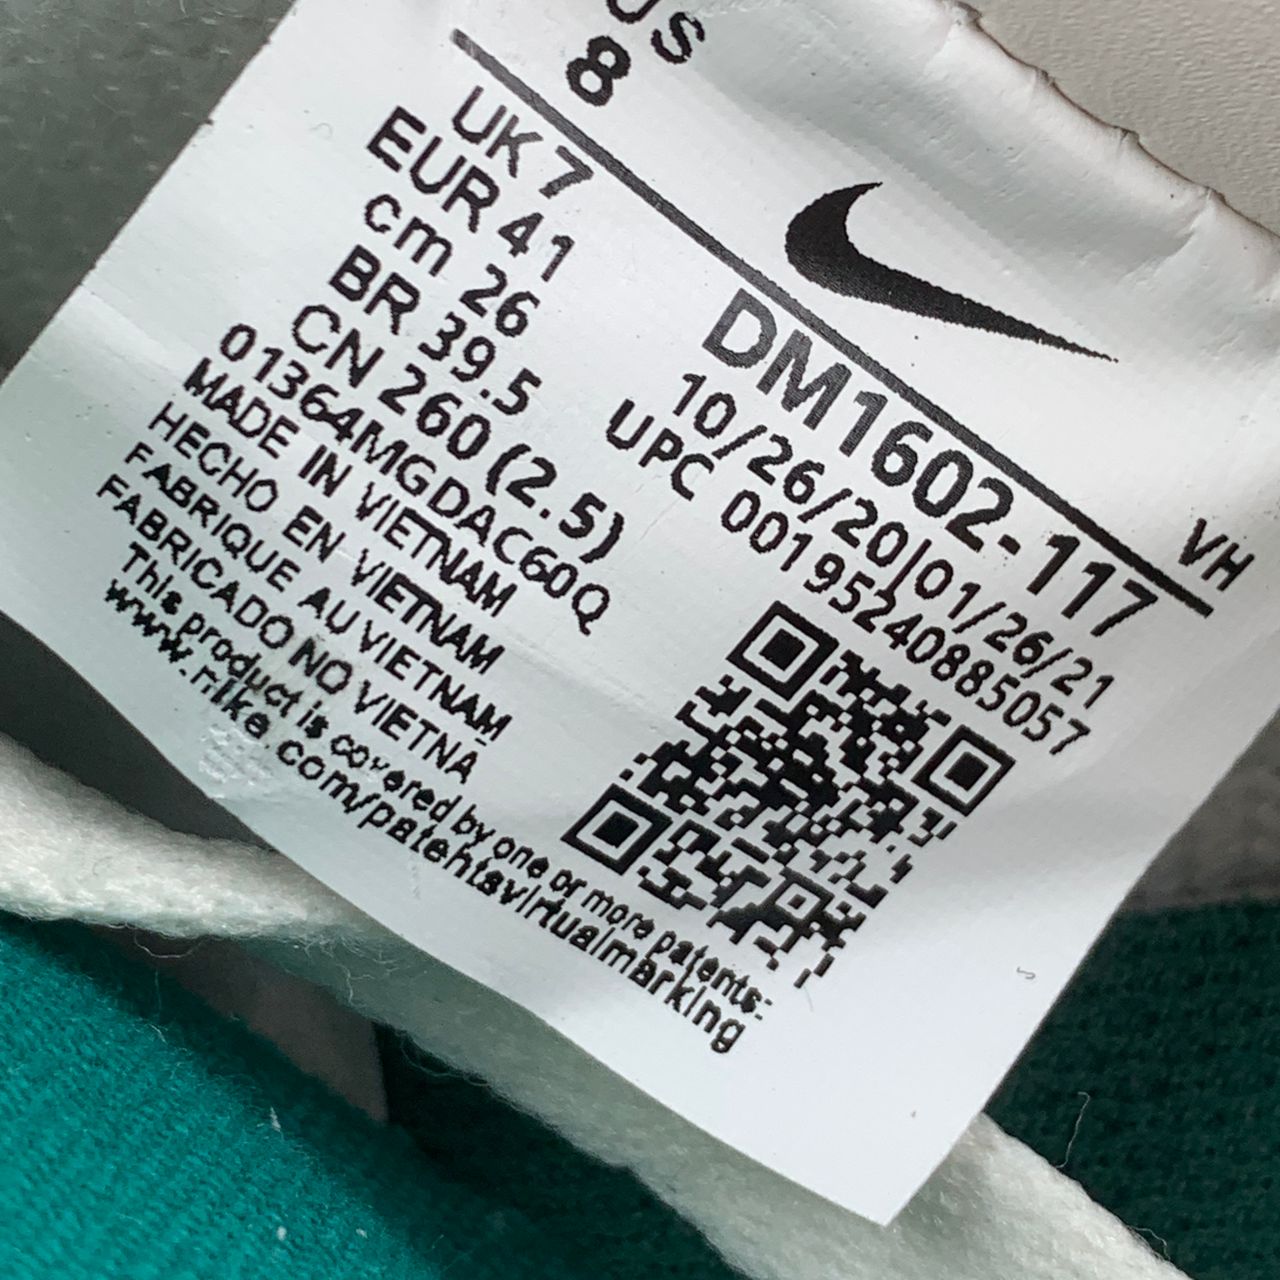 US
8
UK 7
EUR 41
cm 26
BR 39.5
CN 260 (2.5)
01364MGDAC60Q
MADE IN VIETNAM
HECHO EN VIETNAM
FABRIQUE AU VIETNAM
FABRICADO NO VIETNÃ
This product is covered by one or more patents:
www.nike.com/patentsvirtualmarking
DM1602-117
10/26/20|01/26/21
UPC 00195240885057
VH